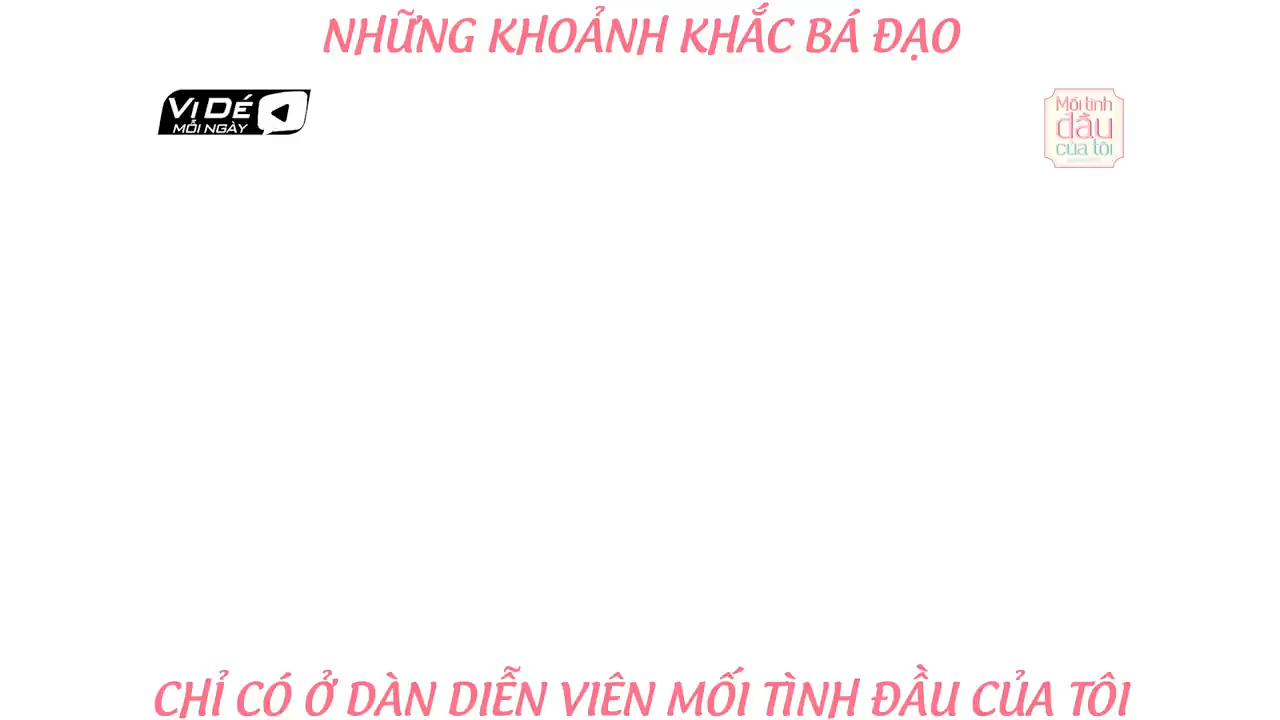 NHỮNG KHOẢNH KHẮC BÁ ĐẠO
VI DÉ
MỖI NGÀY
Mối tình
đầu
của tôi
CHỈ CÓ Ở DÀN DIỄN VIÊN MỐI TÌNH ĐẦU CỦA TÔI